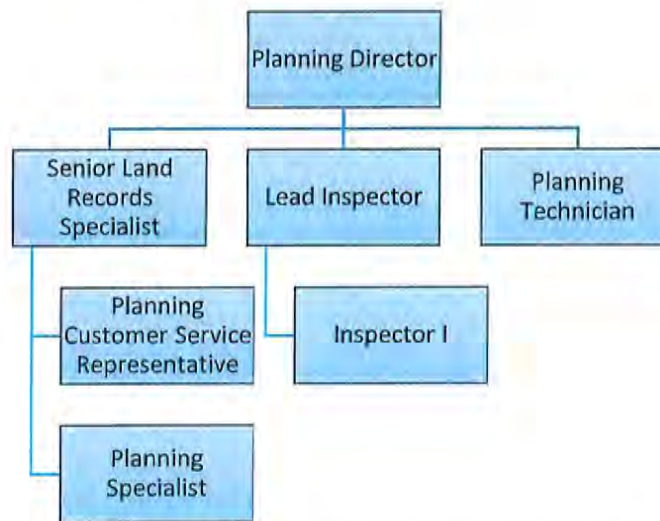 Planning Director
Senior Land
Records
Specialist
Lead Inspector
Planning
Technician
Planning
Customer Service
Representative
Inspector I
Planning
Specialist